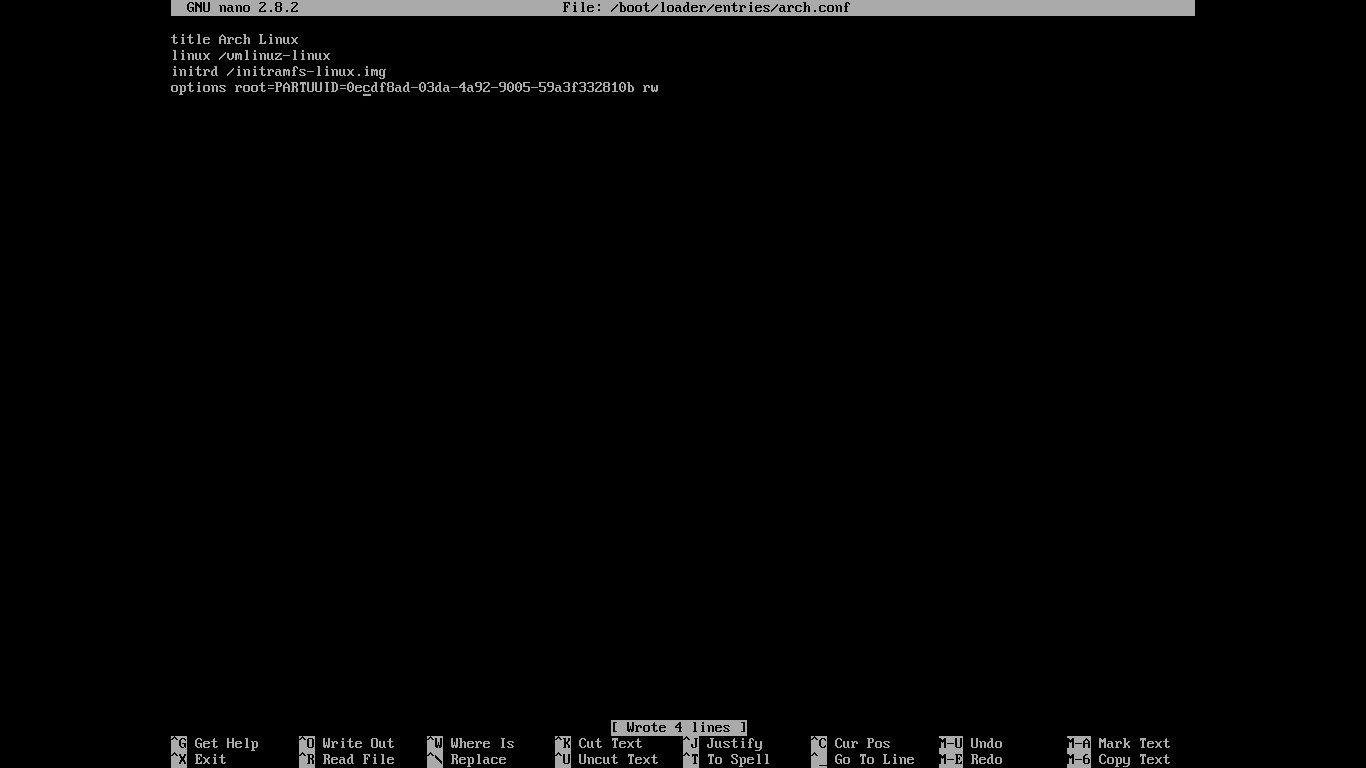 GNU nano 2.8.2 File: /boot/loader/entries/arch.conf
title Arch Linux
linux /vmlinuz-linux
initrd /initramfs-linux.img
options root=PARTUUID=0ecdf8ad-03da-4a92-9005-59a3f332810b rw
[ Wrote 4 lines ]
^G Get Help ^O Write Out ^W Where Is ^K Cut Text ^J Justify ^C Cur Pos M-U Undo M-A Mark Text
^X Exit ^R Read File ^\ Replace ^U Uncut Text ^T To Spell ^_ Go To Line M-E Redo M-6 Copy Text